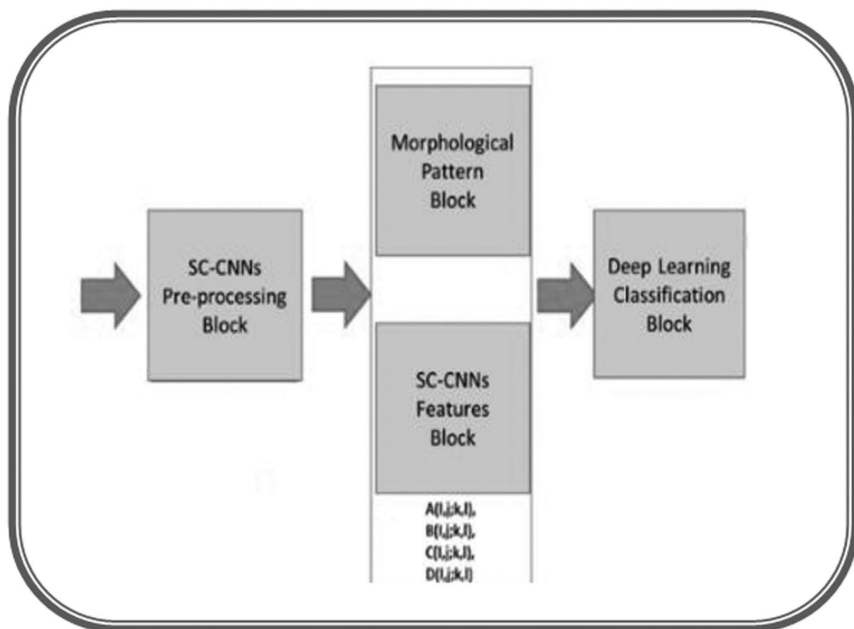 SC-CNNs
Pre-processing
Block
Morphological
Pattern
Block
SC-CNNs
Features
Block
A(I,j;k,l),
B(I,j;k,l),
C(I,j;k,l),
D(I,j;k,l)
Deep Learning
Classification
Block